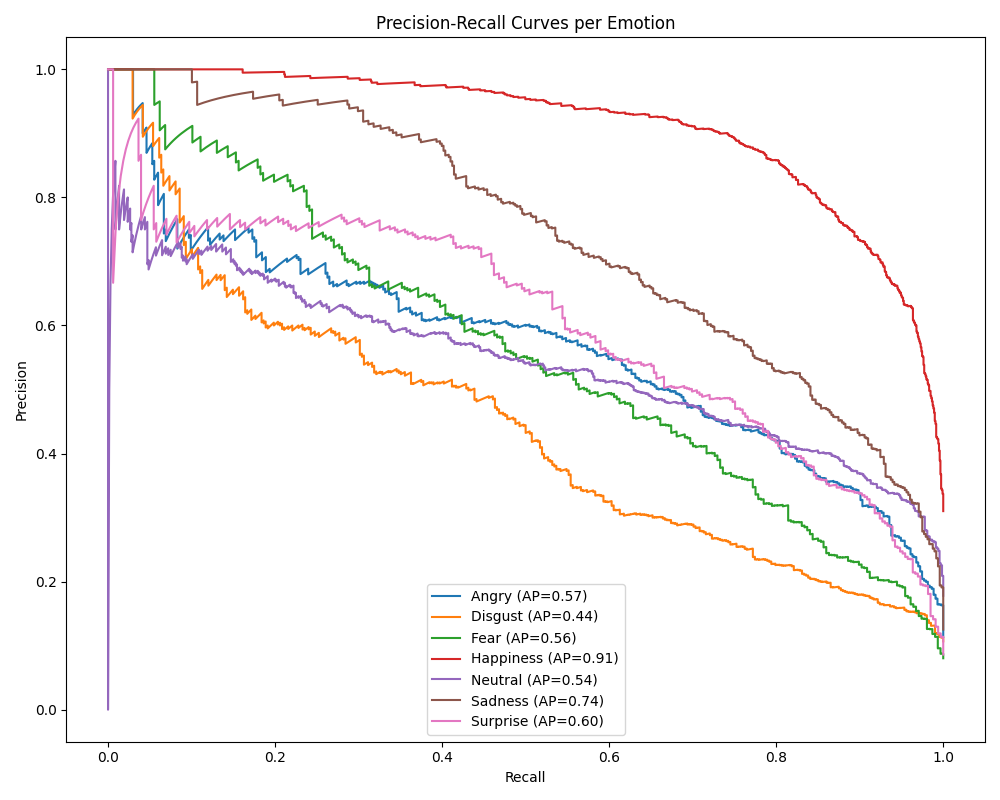 Precision-Recall Curves per Emotion
1.0
0.8
0.6
0.4
0.2
0.0
Precision
Angry (AP=0.57)
Disgust (AP=0.44)
Fear (AP=0.56)
Happiness (AP=0.91)
Neutral (AP=0.54)
Sadness (AP=0.74)
Surprise (AP=0.60)
0.0 0.2 0.4 0.6 0.8 1.0
Recall